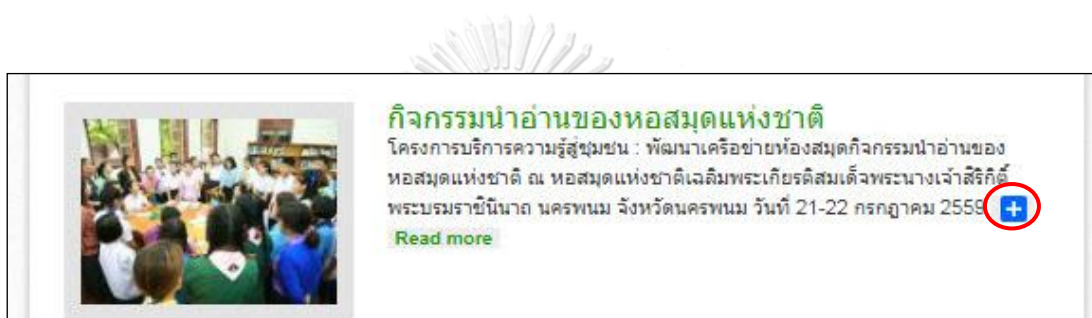 กิจกรรมนำอ่านของหอสมุดแห่งชาติ
โครงการบริการความรู้สู่ชุมชน : พัฒนาเครือข่ายห้องสมุดกิจกรรมนำอ่านของ
หอสมุดแห่งชาติ ณ หอสมุดแห่งชาติเฉลิมพระเกียรติสมเด็จพระนางเจ้าสิริกิติ์
พระบรมราชินีนาถ นครพนม จังหวัดนครพนม วันที่ 21-22 กรกฎาคม 2559
Read more